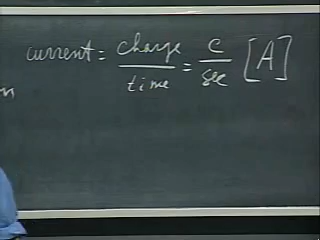 current = charge / time = c / sec [A]